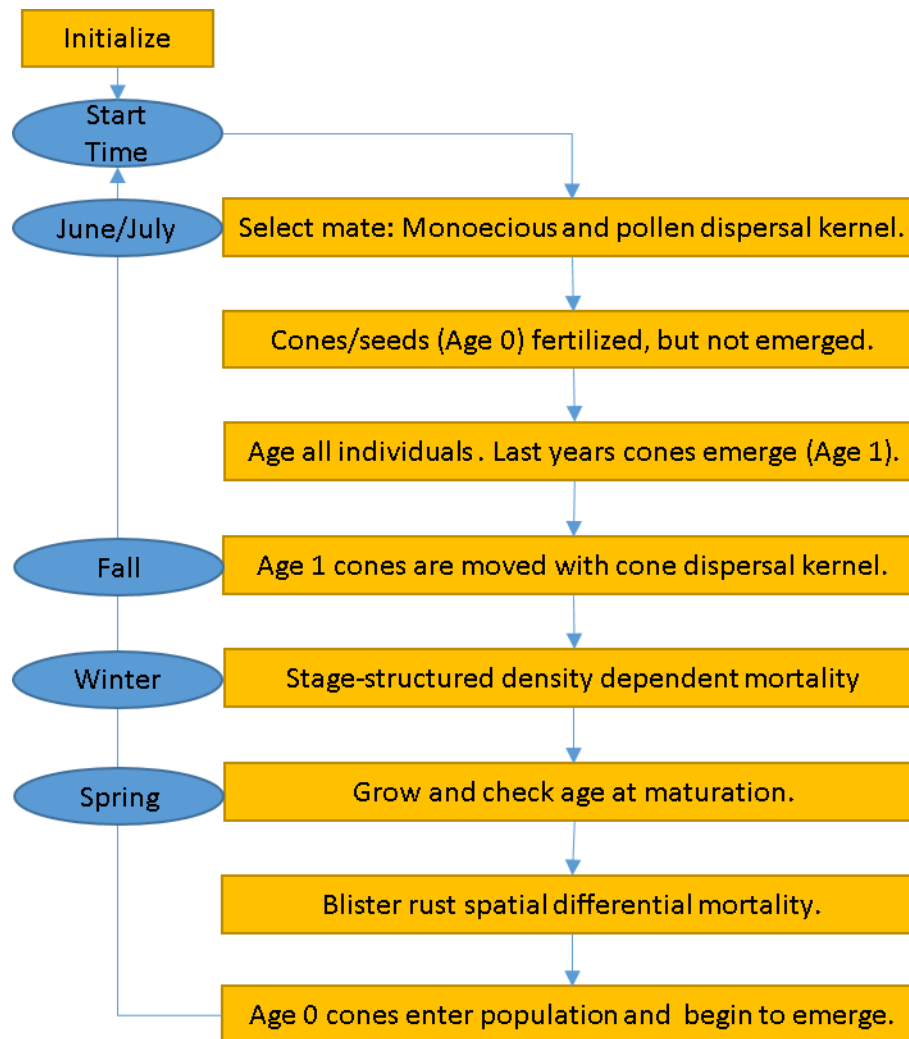 Initialize
Start
Time
June/July
Select mate: Monoecious and pollen dispersal kernel.
Cones/seeds (Age 0) fertilized, but not emerged.
Age all individuals . Last years cones emerge (Age 1).
Fall
Age 1 cones are moved with cone dispersal kernel.
Winter
Stage-structured density dependent mortality
Spring
Grow and check age at maturation.
Blister rust spatial differential mortality.
Age 0 cones enter population and begin to emerge.